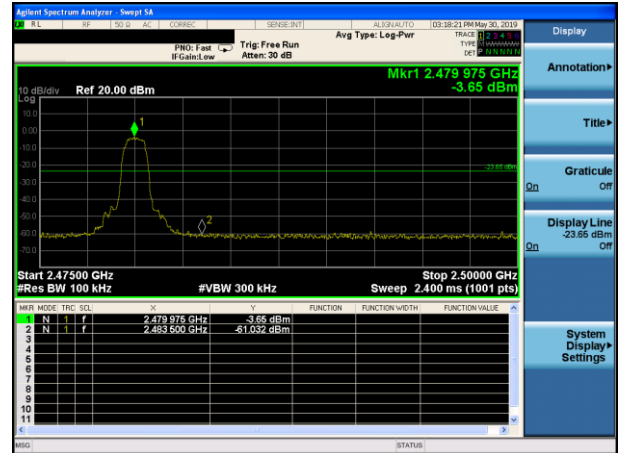 Agilent Spectrum Analyzer - Swept SA
RL RF 50 Ω AC CORREC SENSE:INT ALIGNAUTO 03:18:21 PM May 30, 2019
Avg Type: Log-Pwr
TRACE 1 2 3 4 5 6
PNO: Fast Trig: Free Run
TYPE M
IFGain:Low Atten: 30 dB
DET P N N N N N
Mkr1 2.479 975 GHz
-3.65 dBm
10 dB/div Ref 20.00 dBm
Log
10.0
1
0.00
-10.0
-20.0
-23.65 dBm
-30.0
-40.0
-50.0
2
-60.0
-70.0
Start 2.47500 GHz Stop 2.50000 GHz
#Res BW 100 kHz #VBW 300 kHz Sweep 2.400 ms (1001 pts)
MKR MODE TRC SCL X Y FUNCTION FUNCTION WIDTH FUNCTION VALUE
1 N 1 f 2.479 975 GHz -3.65 dBm
2 N 1 f 2.483 500 GHz -61.032 dBm
3
4
5
6
7
8
9
10
11
MSG STATUS
Display
Annotation
Title
Graticule
On Off
Display Line
-23.65 dBm
On Off
System
Display
Settings